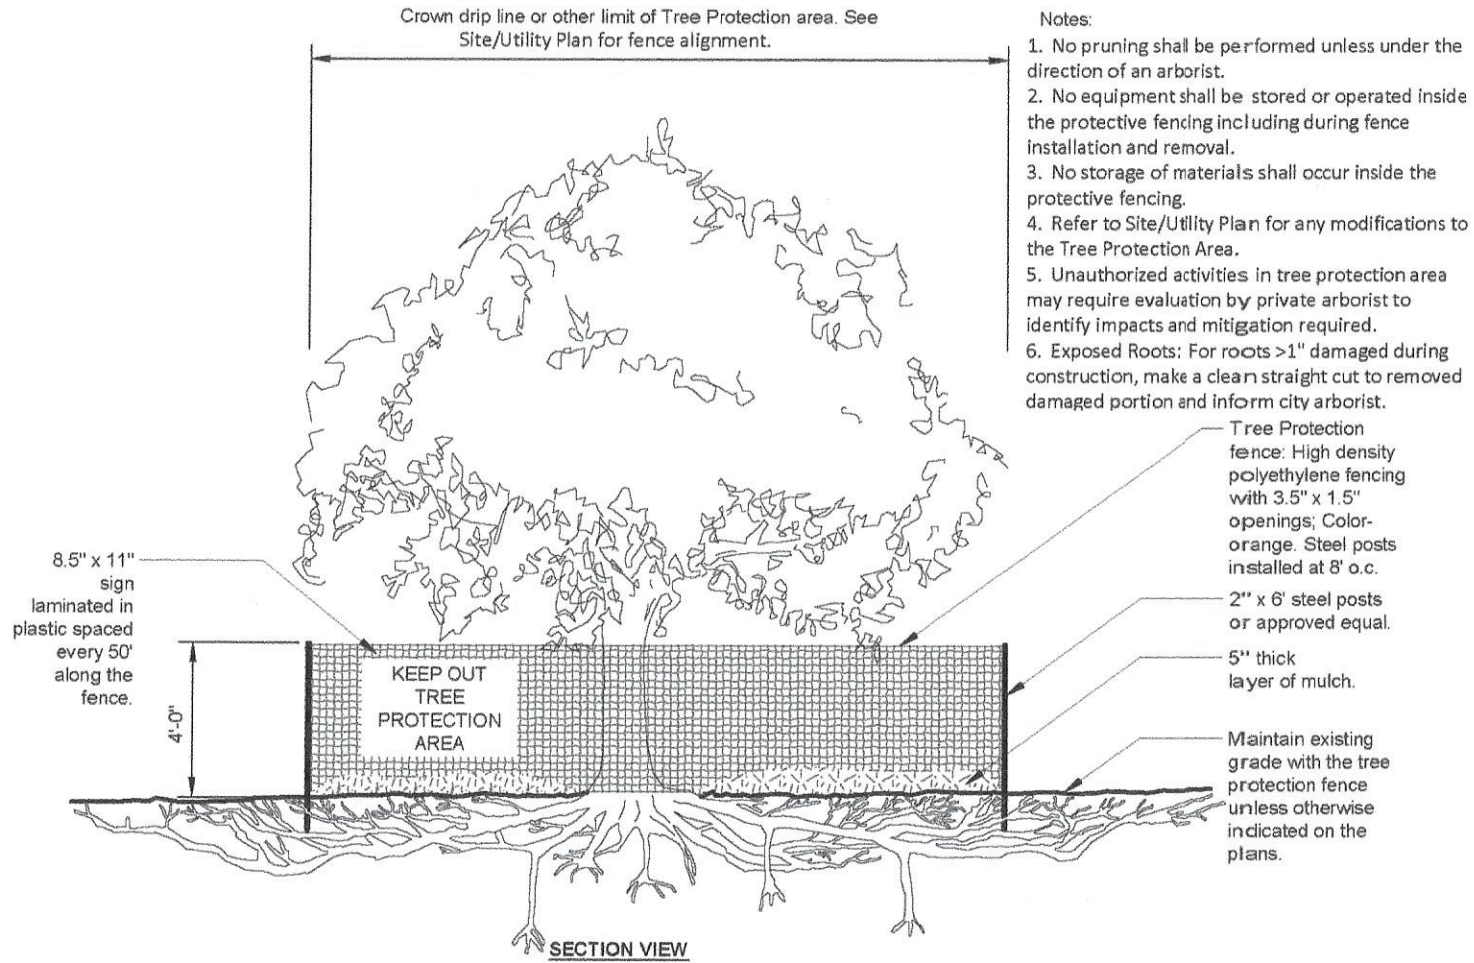 Crown drip line or other limit of Tree Protection area. See
Site/Utility Plan for fence alignment.
Notes:
1. No pruning shall be performed unless under the
direction of an arborist.
2. No equipment shall be stored or operated inside
the protective fencing including during fence
installation and removal.
3. No storage of materials shall occur inside the
protective fencing.
4. Refer to Site/Utility Plan for any modifications to
the Tree Protection Area.
5. Unauthorized activities in tree protection area
may require evaluation by private arborist to
identify impacts and mitigation required.
6. Exposed Roots: For roots >1" damaged during
construction, make a clean straight cut to removed
damaged portion and inform city arborist.
Tree Protection
fence: High density
polyethylene fencing
with 3.5" x 1.5"
openings; Color-
orange. Steel posts
installed at 8' o.c.
2" x 6' steel posts
or approved equal.
5" thick
layer of mulch.
Maintain existing
grade with the tree
protection fence
unless otherwise
indicated on the
plans.
8.5" x 11"
sign
laminated in
plastic spaced
every 50'
along the
fence.
4'-0"
KEEP OUT
TREE
PROTECTION
AREA
SECTION VIEW